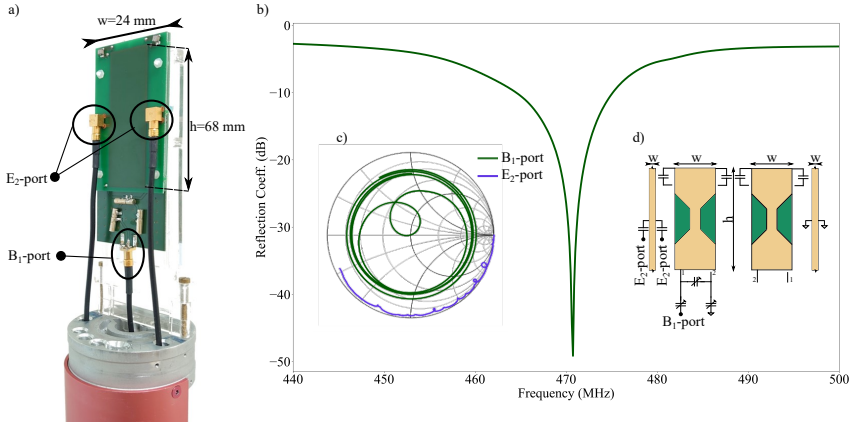 a)
w=24 mm
h=68 mm
E2-port
B1-port
b)
0
−10
−20
−30
−40
−50
Reflection Coeff. (dB)
440
450
460
470
480
490
500
Frequency (MHz)
c)
B1-port
E2-port
d)
w
w
w
w
h
E2-port
E2-port
1
2
2
1
B1-port